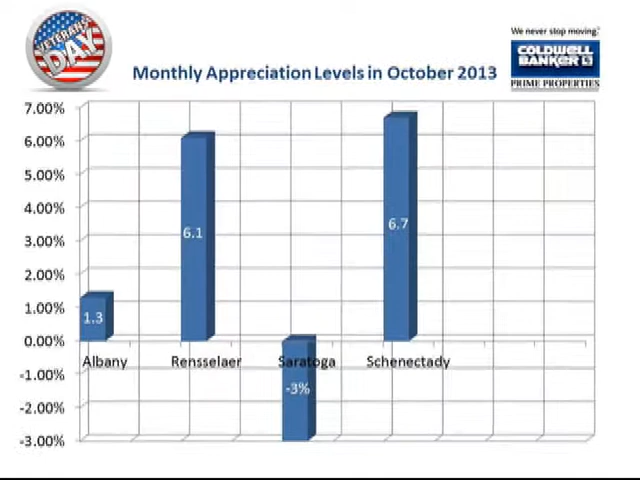 VETERANS
DAY
We never stop moving.
COLDWELL
BANKER
PRIME PROPERTIES
Monthly Appreciation Levels in October 2013
7.00%
6.00%
5.00%
4.00%
3.00%
2.00%
1.00%
0.00%
-1.00%
-2.00%
-3.00%
1.3
6.1
-3%
6.7
Albany
Rensselaer
Saratoga
Schenectady